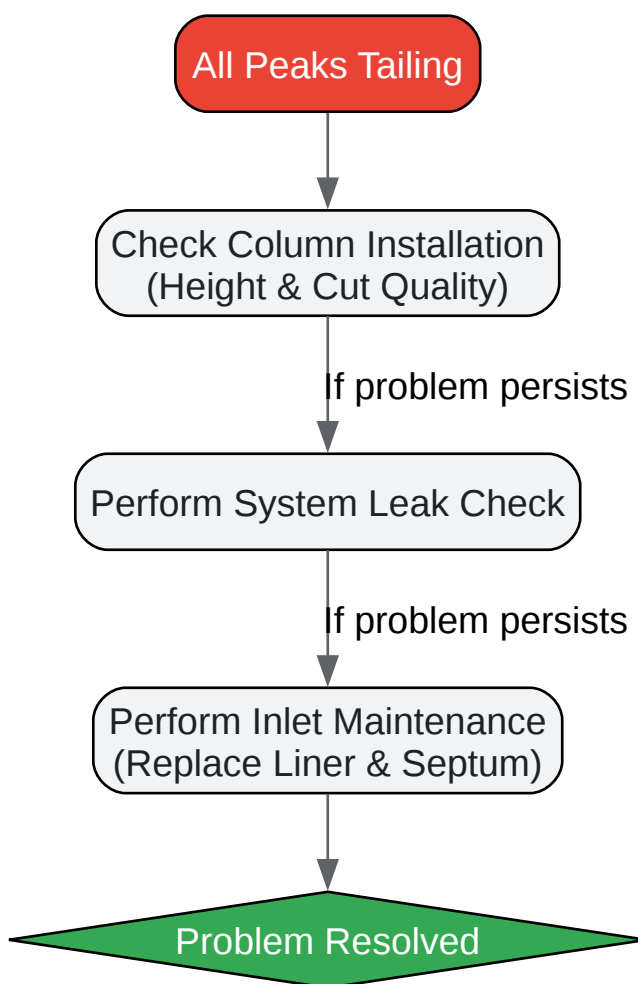 All Peaks Tailing
Check Column Installation
(Height & Cut Quality)
If problem persists
Perform System Leak Check
If problem persists
Perform Inlet Maintenance
(Replace Liner & Septum)
Problem Resolved